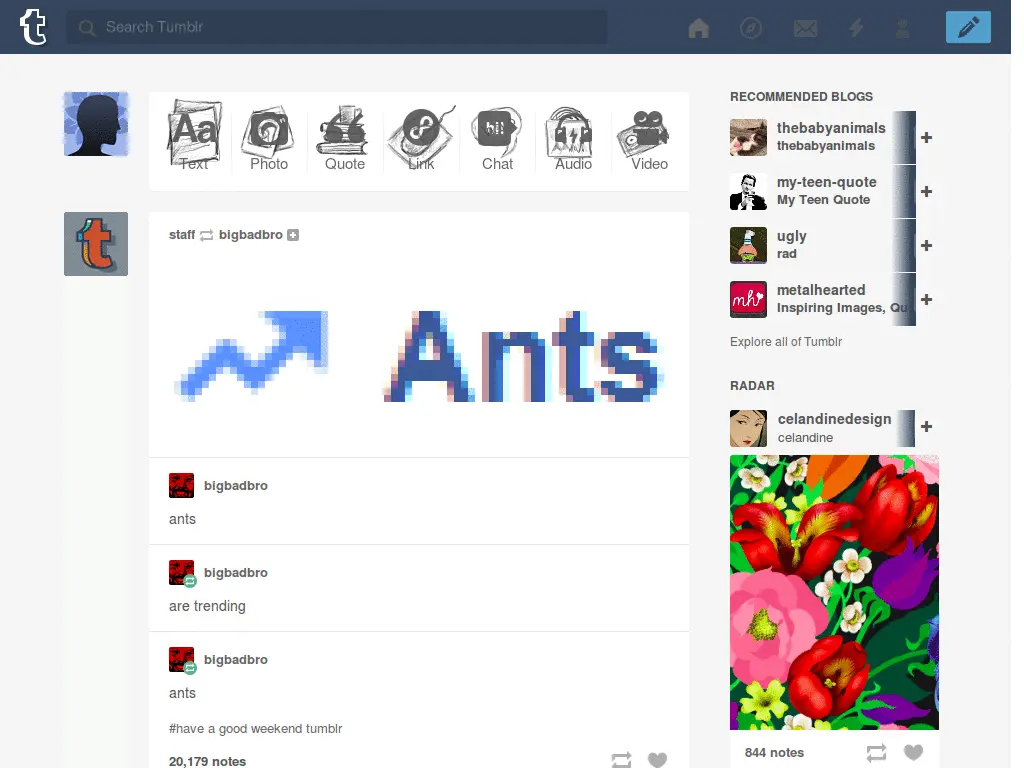 t
Search Tumblr
Aa
Text
Photo
Quote
Link
hi!
Chat
Audio
Video
t
staff bigbadbro
Ants
bigbadbro
ants
bigbadbro
are trending
bigbadbro
ants
#have a good weekend tumblr
20,179 notes
RECOMMENDED BLOGS
thebabyanimals
thebabyanimals
my-teen-quote
My Teen Quote
ugly
rad
mh
metalhearted
Inspiring Images, Qu
Explore all of Tumblr
RADAR
celandinedesign
celandine
844 notes